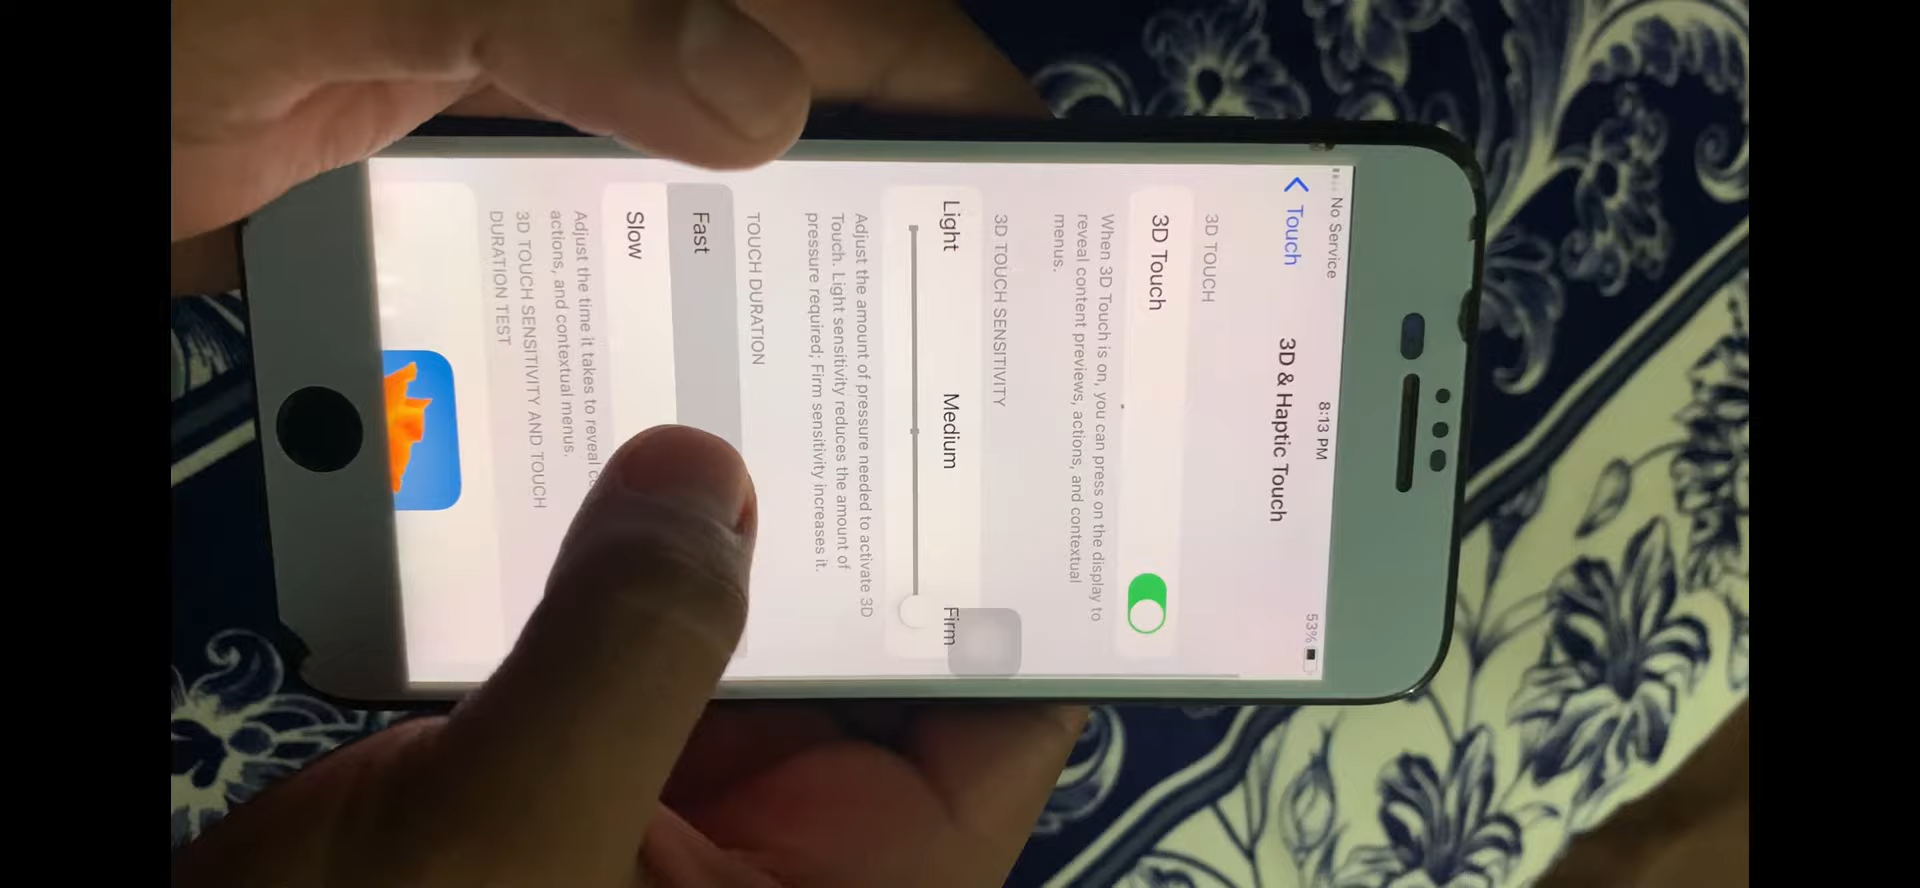 No Service
8:13 PM
53%
Touch
3D & Haptic Touch
3D TOUCH
3D Touch
When 3D Touch is on, you can press on the display to
reveal content previews, actions, and contextual
menus.
3D TOUCH SENSITIVITY
Light
Medium
Firm
Adjust the amount of pressure needed to activate 3D
Touch. Light sensitivity reduces the amount of
pressure required; Firm sensitivity increases it.
TOUCH DURATION
Fast
Slow
Adjust the time it takes to reveal
actions, and contextual menus.
3D TOUCH SENSITIVITY AND TOUCH
DURATION TEST